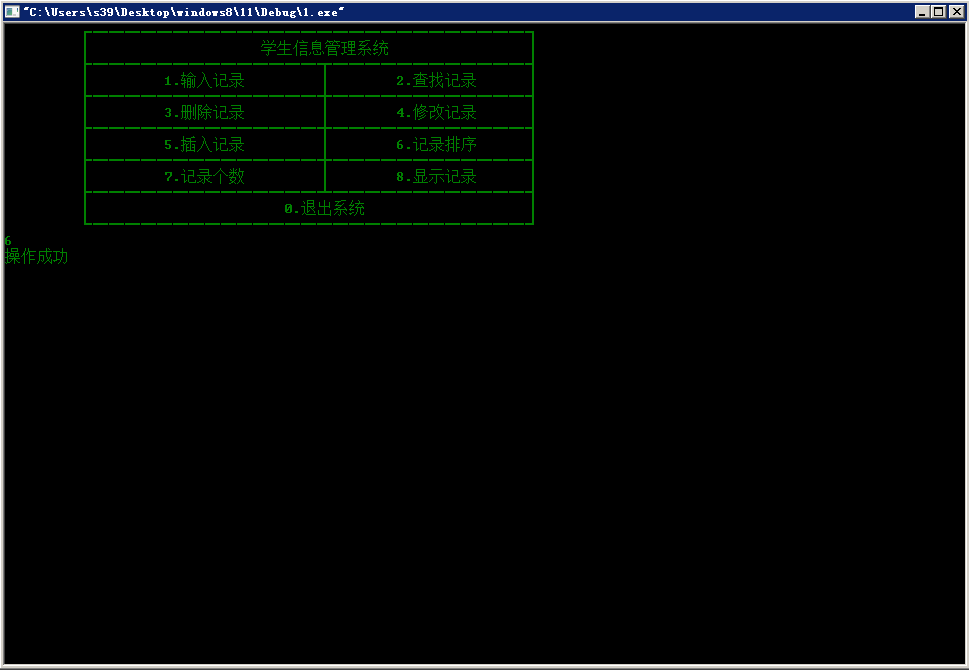 "C:\Users\s39\Desktop\windows8\11\Debug\1.exe"
学生信息管理系统
1.输入记录 2.查找记录
3.删除记录 4.修改记录
5.插入记录 6.记录排序
7.记录个数 8.显示记录
0.退出系统
6
操作成功